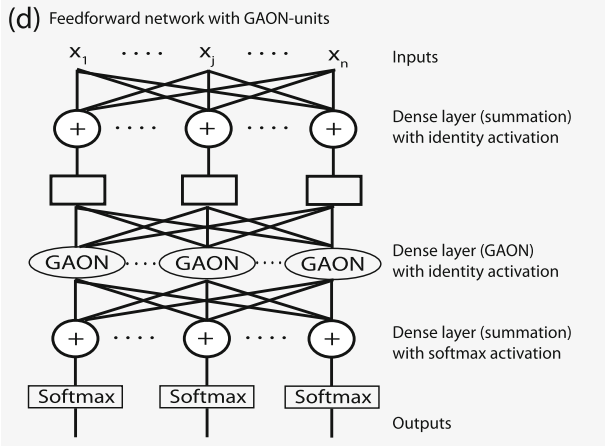 (d) Feedforward network with GAON-units
x1 .... xj .... xn Inputs
+ .... + .... + Dense layer (summation)
with identity activation
GAON .... GAON .... GAON Dense layer (GAON)
with identity activation
+ .... + .... + Dense layer (summation)
with softmax activation
Softmax Softmax Softmax
Outputs